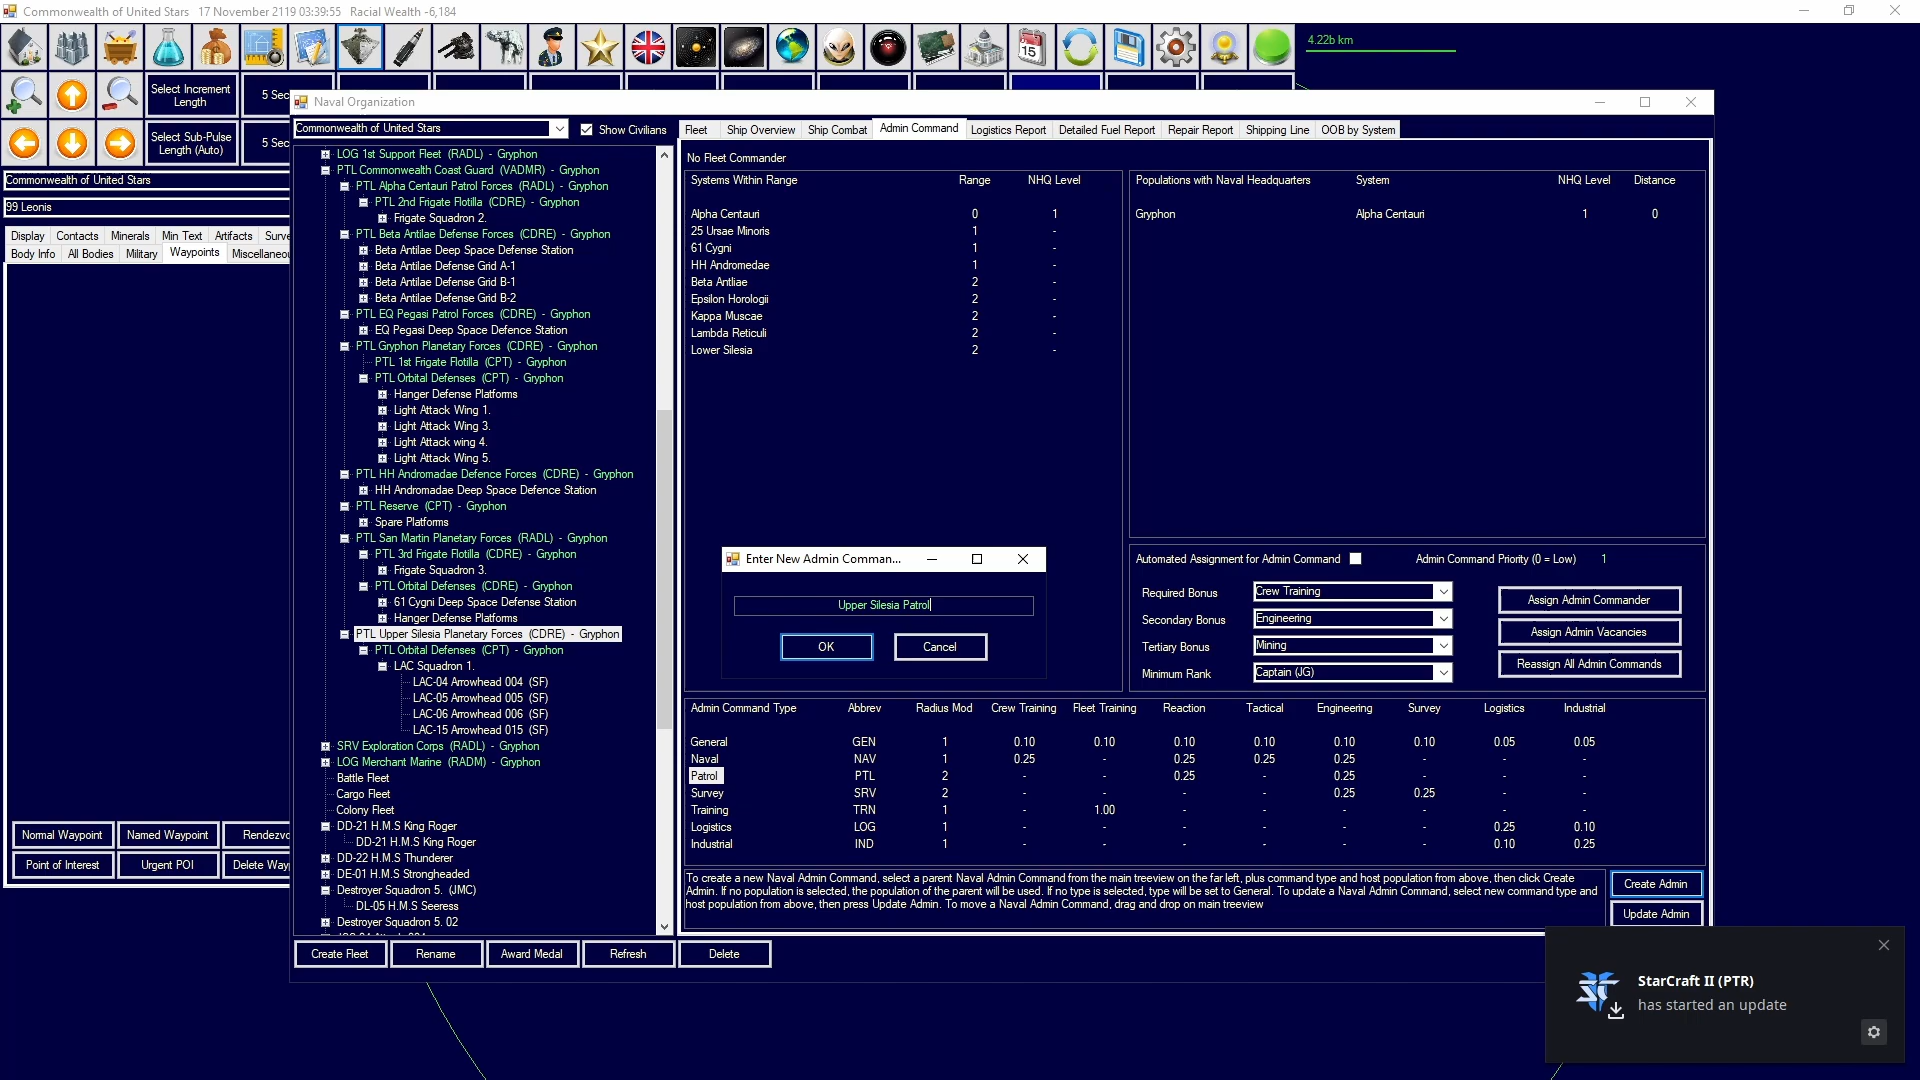 Commonwealth of United Stars   17 November 2119 03:39:55   Racial Wealth -6,184
4.22b km
Select Increment Length
5 Sec
Select Sub-Pulse Length (Auto)
5 Sec
Commonwealth of United Stars
99 Leonis
Display Contacts Minerals Min Text Artifacts Surve
Body Info All Bodies Military Waypoints Miscellaneou
Normal Waypoint Named Waypoint Rendezvo
Point of Interest Urgent POI Delete Way
Naval Organization
Commonwealth of United Stars
Show Civilians
Fleet Ship Overview Ship Combat Admin Command Logistics Report Detailed Fuel Report Repair Report Shipping Line OOB by System
LOG 1st Support Fleet (RADL) - Gryphon
PTL Commonwealth Coast Guard (VADMR) - Gryphon
PTL Alpha Centauri Patrol Forces (RADL) - Gryphon
PTL 2nd Frigate Flotilla (CDRE) - Gryphon
Frigate Squadron 2.
PTL Beta Antilae Defense Forces (CDRE) - Gryphon
Beta Antilae Deep Space Defense Station
Beta Antilae Defense Grid A-1
Beta Antilae Defense Grid B-1
Beta Antilae Defense Grid B-2
PTL EQ Pegasi Patrol Forces (CDRE) - Gryphon
EQ Pegasi Deep Space Defence Station
PTL Gryphon Planetary Forces (CDRE) - Gryphon
PTL 1st Frigate Flotilla (CPT) - Gryphon
PTL Orbital Defenses (CPT) - Gryphon
Hanger Defense Platforms
Light Attack Wing 1.
Light Attack Wing 3.
Light Attack wing 4.
Light Attack Wing 5.
PTL HH Andromadae Defence Forces (CDRE) - Gryphon
HH Andromadae Deep Space Defence Station
PTL Reserve (CPT) - Gryphon
Spare Platforms
PTL San Martin Planetary Forces (RADL) - Gryphon
PTL 3rd Frigate Flotilla (CDRE) - Gryphon
Frigate Squadron 3.
PTL Orbital Defenses (CDRE) - Gryphon
61 Cygni Deep Space Defense Station
Hanger Defense Platforms
PTL Upper Silesia Planetary Forces (CDRE) - Gryphon
PTL Orbital Defenses (CPT) - Gryphon
LAC Squadron 1.
LAC-04 Arrowhead 004 (SF)
LAC-05 Arrowhead 005 (SF)
LAC-06 Arrowhead 006 (SF)
LAC-15 Arrowhead 015 (SF)
SRV Exploration Corps (RADL) - Gryphon
LOG Merchant Marine (RADM) - Gryphon
Battle Fleet
Cargo Fleet
Colony Fleet
DD-21 H.M.S King Roger
DD-21 H.M.S King Roger
DD-22 H.M.S Thunderer
DE-01 H.M.S Strongheaded
Destroyer Squadron 5. (JMC)
DL-05 H.M.S Seeress
Destroyer Squadron 5. 02
Create Fleet Rename Award Medal Refresh Delete
No Fleet Commander
Systems Within Range Range NHQ Level
Alpha Centauri 0 1
25 Ursae Minoris 1 -
61 Cygni 1 -
HH Andromedae 1 -
Beta Antliae 2 -
Epsilon Horologii 2 -
Kappa Muscae 2 -
Lambda Reticuli 2 -
Lower Silesia 2 -
Populations with Naval Headquarters System NHQ Level Distance
Gryphon Alpha Centauri 1 0
Enter New Admin Comman...
Upper Silesia Patrol
OK Cancel
Automated Assignment for Admin Command Admin Command Priority (0 = Low) 1
Required Bonus Crew Training Assign Admin Commander
Secondary Bonus Engineering Assign Admin Vacancies
Tertiary Bonus Mining Reassign All Admin Commands
Minimum Rank Captain (JG)
Admin Command Type Abbrev Radius Mod Crew Training Fleet Training Reaction Tactical Engineering Survey Logistics Industrial
General GEN 1 0.10 0.10 0.10 0.10 0.10 0.10 0.05 0.05
Naval NAV 1 0.25 - 0.25 0.25 0.25 - - -
Patrol PTL 2 - - 0.25 - 0.25 - - -
Survey SRV 2 - - - - 0.25 0.25 - -
Training TRN 1 - 1.00 - - - - - -
Logistics LOG 1 - - - - - - 0.25 0.10
Industrial IND 1 - - - - - - 0.10 0.25
To create a new Naval Admin Command, select a parent Naval Admin Command from the main treeview on the far left, plus command type and host population from above, then click Create
Admin. If no population is selected, the population of the parent will be used. If no type is selected, type will be set to General. To update a Naval Admin Command, select new command type and
host population from above, then press Update Admin. To move a Naval Admin Command, drag and drop on main treeview
Create Admin
Update Admin
StarCraft II (PTR)
has started an update